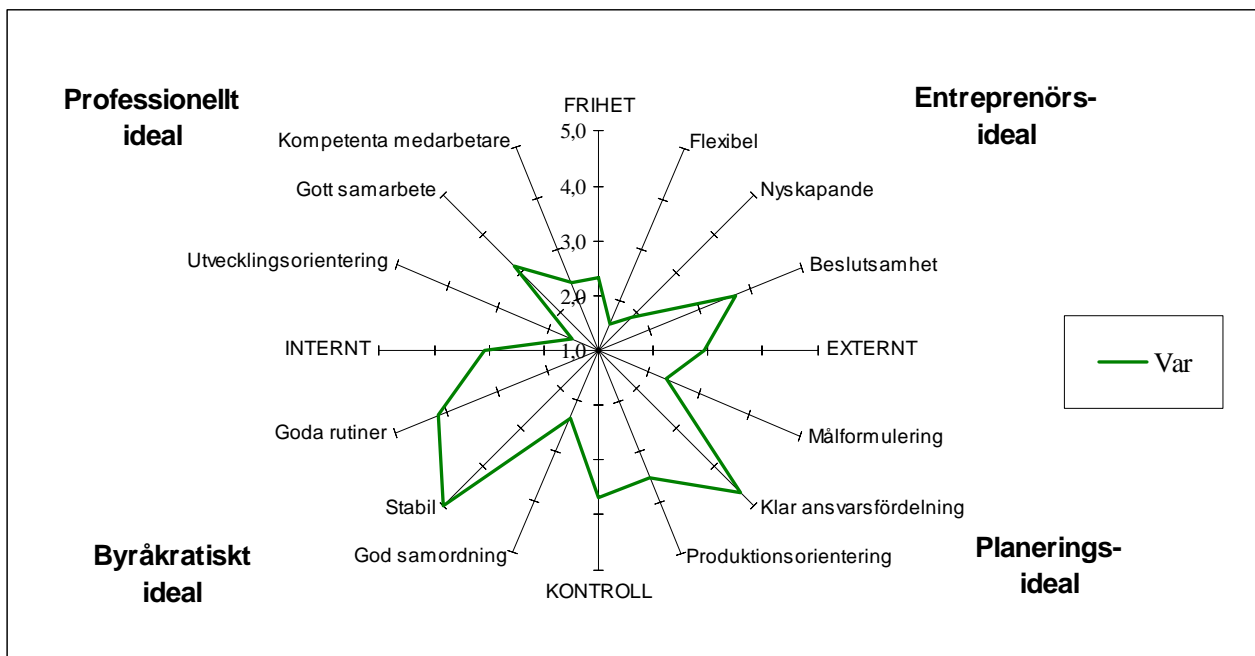 Professionellt
ideal
Entreprenörs-
ideal
FRIHET
5,0
4,0
3,0
2,0
1,0
Kompetenta medarbetare
Flexibel
Gott samarbete
Nyskapande
Utvecklingsorientering
Beslutsamhet
INTERNT
EXTERNT
Var
Goda rutiner
Målformulering
Stabil
Klar ansvarsfördelning
God samordning
Produktionsorientering
KONTROLL
Byråkratiskt
ideal
Planerings-
ideal